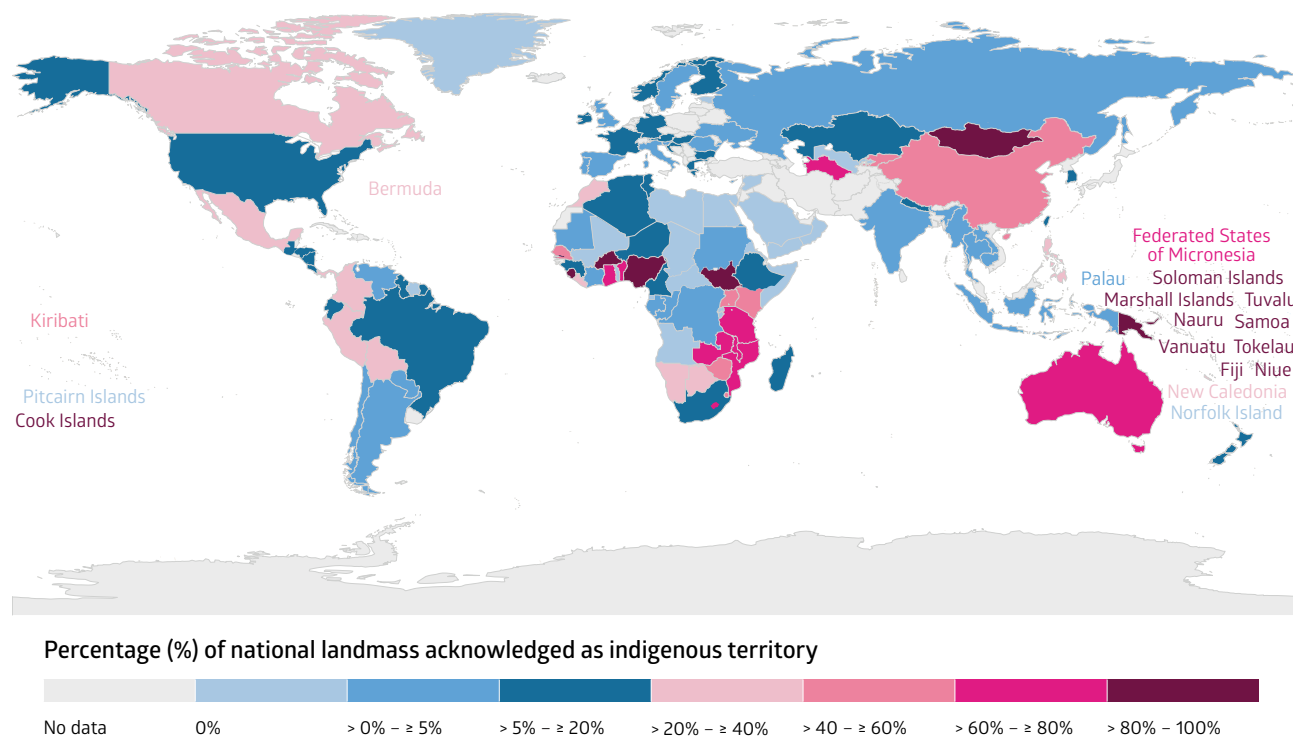 Bermuda
Federated States
of Micronesia
Palau
Soloman Islands
Marshall Islands Tuvalu
Kiribati
Nauru Samoa
Vanuatu Tokelau
Fiji Niue
Pitcairn Islands
New Caledonia
Cook Islands
Norfolk Island
Percentage (%) of national landmass acknowledged as indigenous territory
No data 0% > 0% – ≥ 5% >5% – ≥ 20% > 20% – ≥ 40% > 40 – ≥ 60% > 60% – ≥ 80% > 80% – 100%